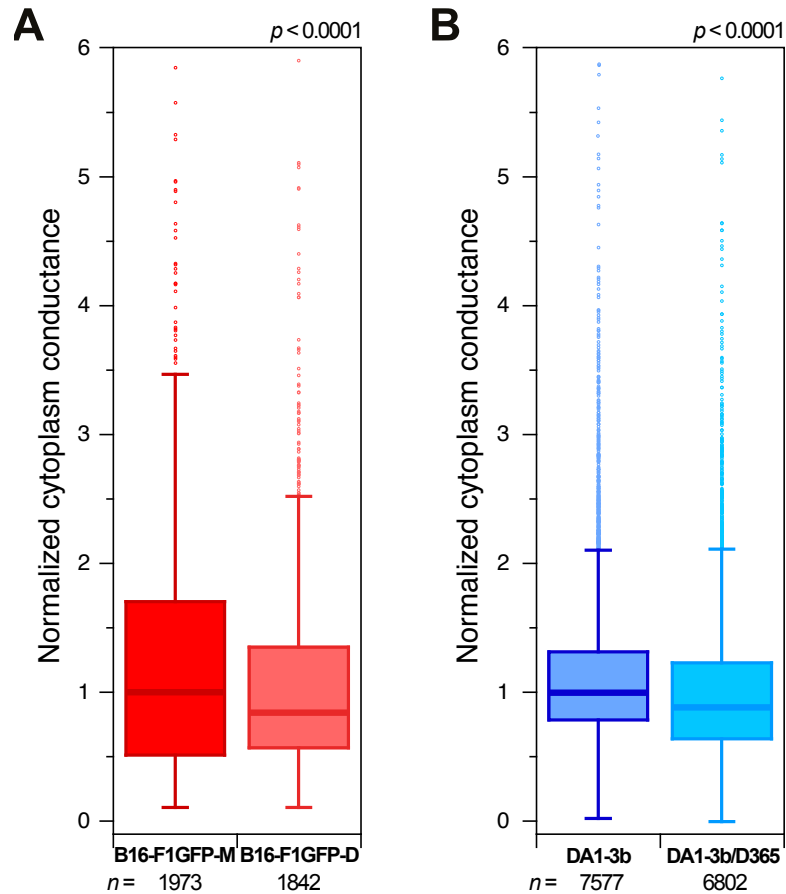 A
p < 0.0001
Normalized cytoplasm conductance
6
5
4
3
2
1
0
B16-F1GFP-M B16-F1GFP-D
n = 1973 1842
B
p < 0.0001
Normalized cytoplasm conductance
6
5
4
3
2
1
0
DA1-3b DA1-3b/D365
n = 7577 6802